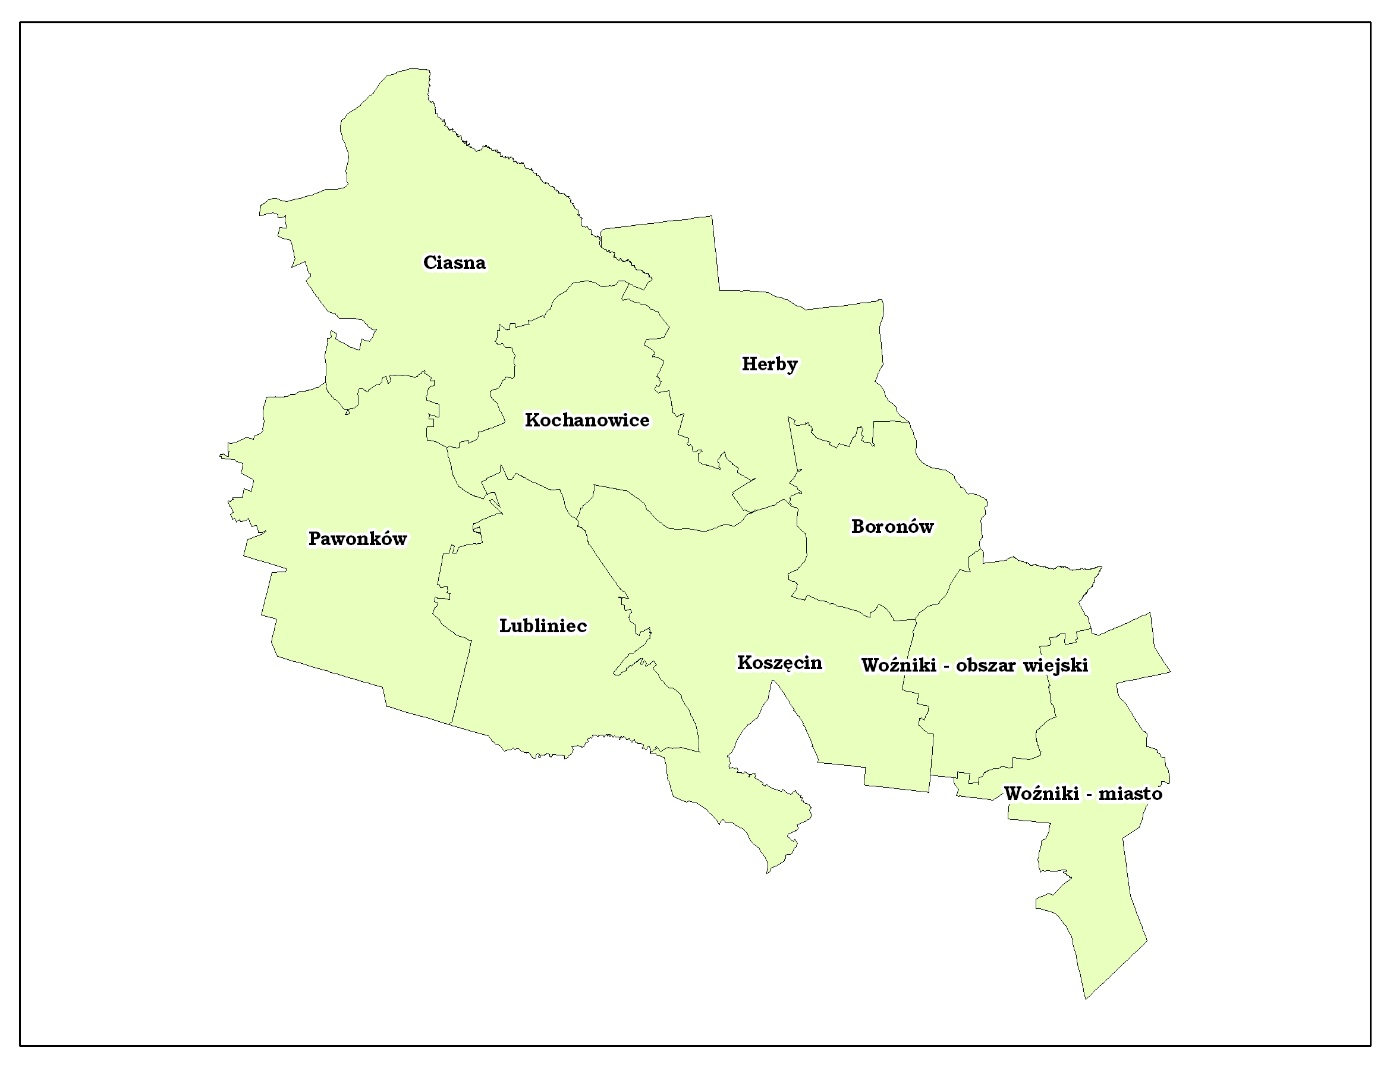 Ciasna
Herby
Kochanowice
Boronów
Pawonków
Lubliniec
Koszęcin
Woźniki - obszar wiejski
Woźniki - miasto